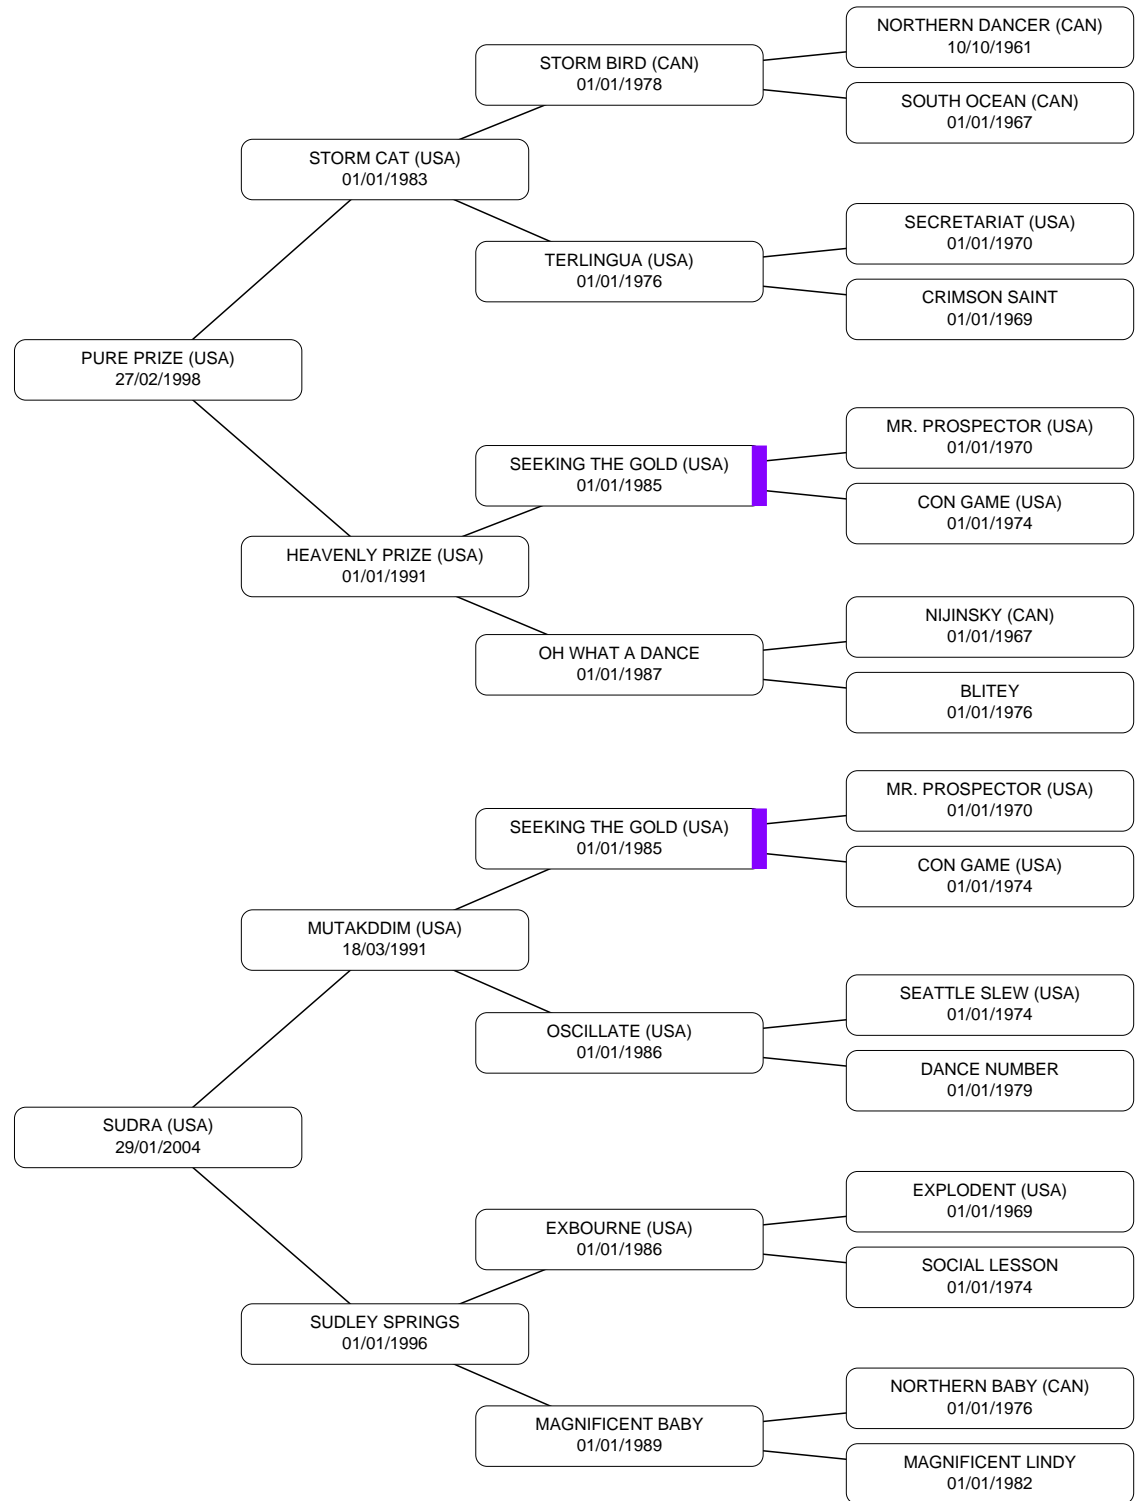 NORTHERN DANCER (CAN)
10/10/1961
STORM BIRD (CAN)
01/01/1978
SOUTH OCEAN (CAN)
01/01/1967
STORM CAT (USA)
01/01/1983
SECRETARIAT (USA)
01/01/1970
TERLINGUA (USA)
01/01/1976
CRIMSON SAINT
01/01/1969
PURE PRIZE (USA)
27/02/1998
MR. PROSPECTOR (USA)
01/01/1970
SEEKING THE GOLD (USA)
01/01/1985
CON GAME (USA)
01/01/1974
HEAVENLY PRIZE (USA)
01/01/1991
NIJINSKY (CAN)
01/01/1967
OH WHAT A DANCE
01/01/1987
BLITEY
01/01/1976
MR. PROSPECTOR (USA)
01/01/1970
SEEKING THE GOLD (USA)
01/01/1985
CON GAME (USA)
01/01/1974
MUTAKDDIM (USA)
18/03/1991
SEATTLE SLEW (USA)
01/01/1974
OSCILLATE (USA)
01/01/1986
DANCE NUMBER
01/01/1979
SUDRA (USA)
29/01/2004
EXPLODENT (USA)
01/01/1969
EXBOURNE (USA)
01/01/1986
SOCIAL LESSON
01/01/1974
SUDLEY SPRINGS
01/01/1996
NORTHERN BABY (CAN)
01/01/1976
MAGNIFICENT BABY
01/01/1989
MAGNIFICENT LINDY
01/01/1982